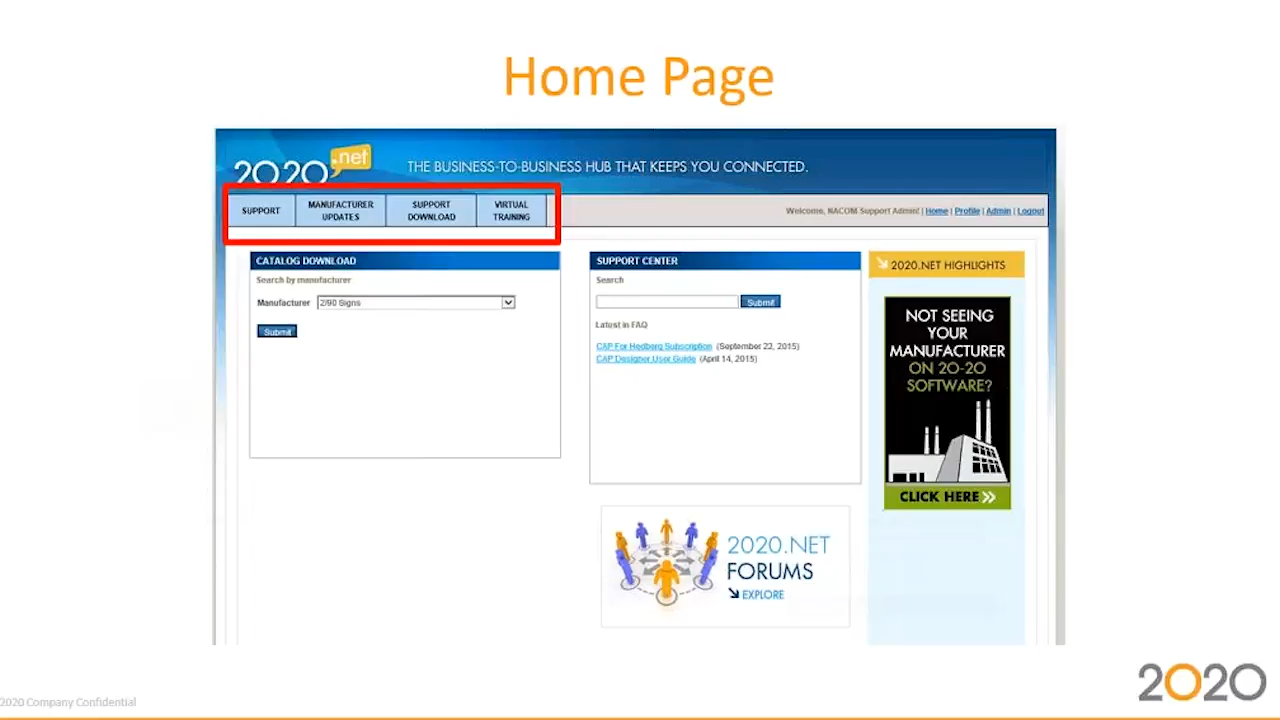 Home Page
2020.net
THE BUSINESS-TO-BUSINESS HUB THAT KEEPS YOU CONNECTED.
SUPPORT
MANUFACTURER
UPDATES
SUPPORT
DOWNLOAD
VIRTUAL
TRAINING
Welcome, NACOM Support Admin! | Home | Profile | Admin | Logout
CATALOG DOWNLOAD
Search by manufacturer
Manufacturer 2/90 Signs
Submit
SUPPORT CENTER
Search
Submit
Latest in FAQ
CAP For Hedberg Subscription (September 22, 2015)
CAP Designer User Guide (April 14, 2015)
2020.NET HIGHLIGHTS
NOT SEEING
YOUR
MANUFACTURER
ON 20-20
SOFTWARE?
CLICK HERE
2020.NET
FORUMS
EXPLORE
2020 Company Confidential
2020